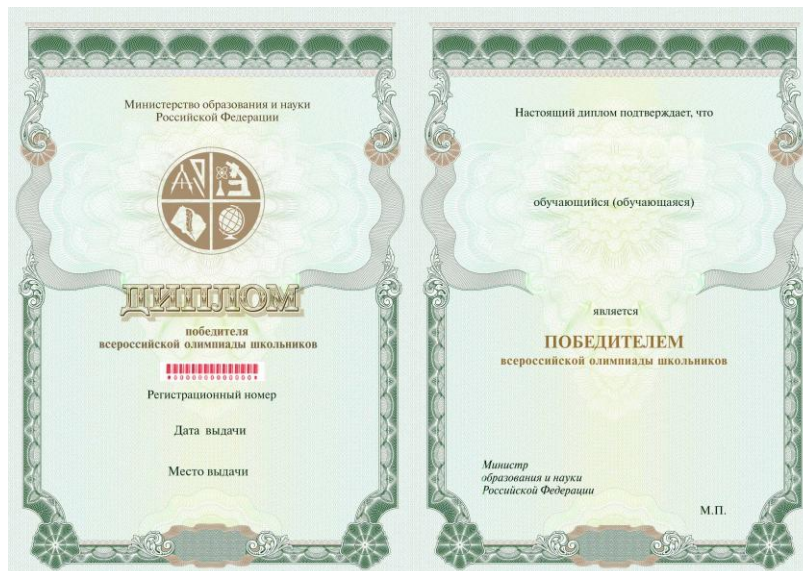 Министерство образования и науки
Российской Федерации
ДИПЛОМ
победителя
всероссийской олимпиады школьников
*0000000000000*
Регистрационный номер
Дата выдачи
Место выдачи
Настоящий диплом подтверждает, что
обучающийся (обучающаяся)
является
ПОБЕДИТЕЛЕМ
всероссийской олимпиады школьников
Министр
образования и науки
Российской Федерации
М.П.